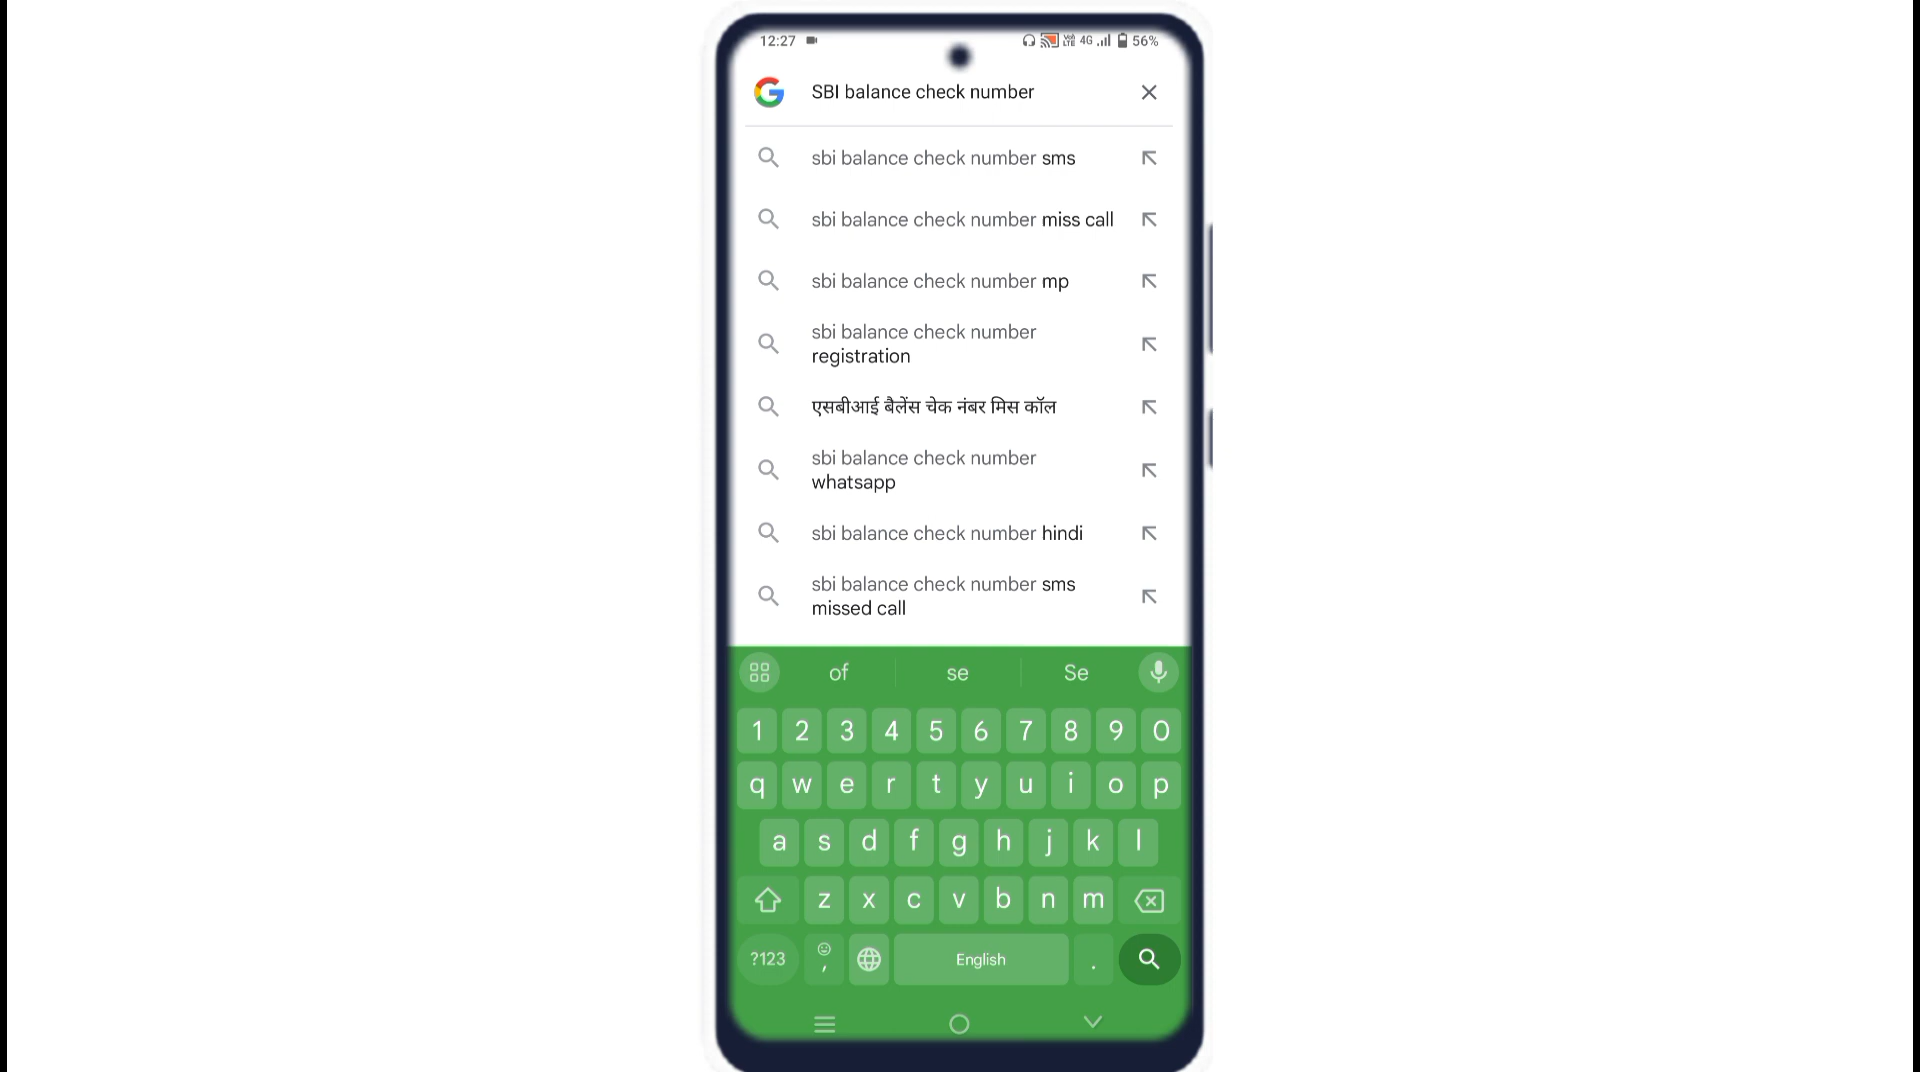 12:27 4G 56%
SBI balance check number
sbi balance check number sms
sbi balance check number miss call
sbi balance check number mp
sbi balance check number
registration
एसबीआई बैलेंस चेक नंबर मिस कॉल
sbi balance check number
whatsapp
sbi balance check number hindi
sbi balance check number sms
missed call
of se Se
1 2 3 4 5 6 7 8 9 0
q w e r t y u i o p
a s d f g h j k l
z x c v b n m
?123 , English .